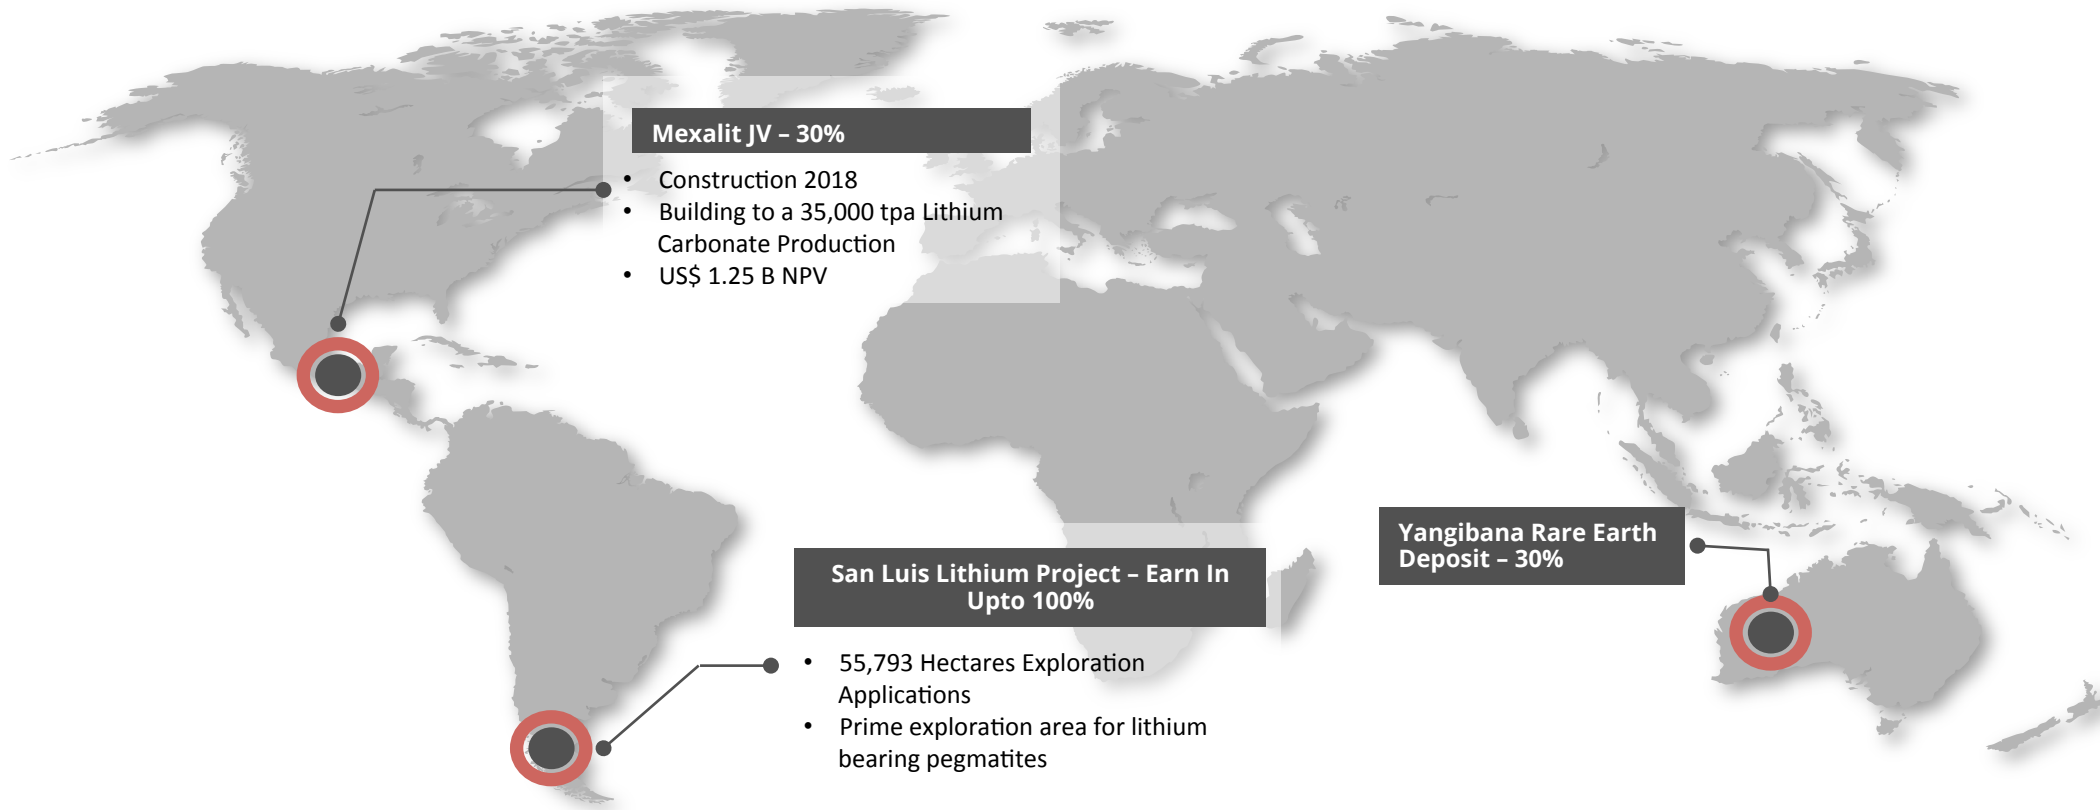 Mexalit JV – 30%
• Construction 2018
• Building to a 35,000 tpa Lithium
Carbonate Production
• US$ 1.25 B NPV
San Luis Lithium Project – Earn In
Upto 100%
• 55,793 Hectares Exploration
Applications
• Prime exploration area for lithium
bearing pegmatites
Yangibana Rare Earth
Deposit – 30%